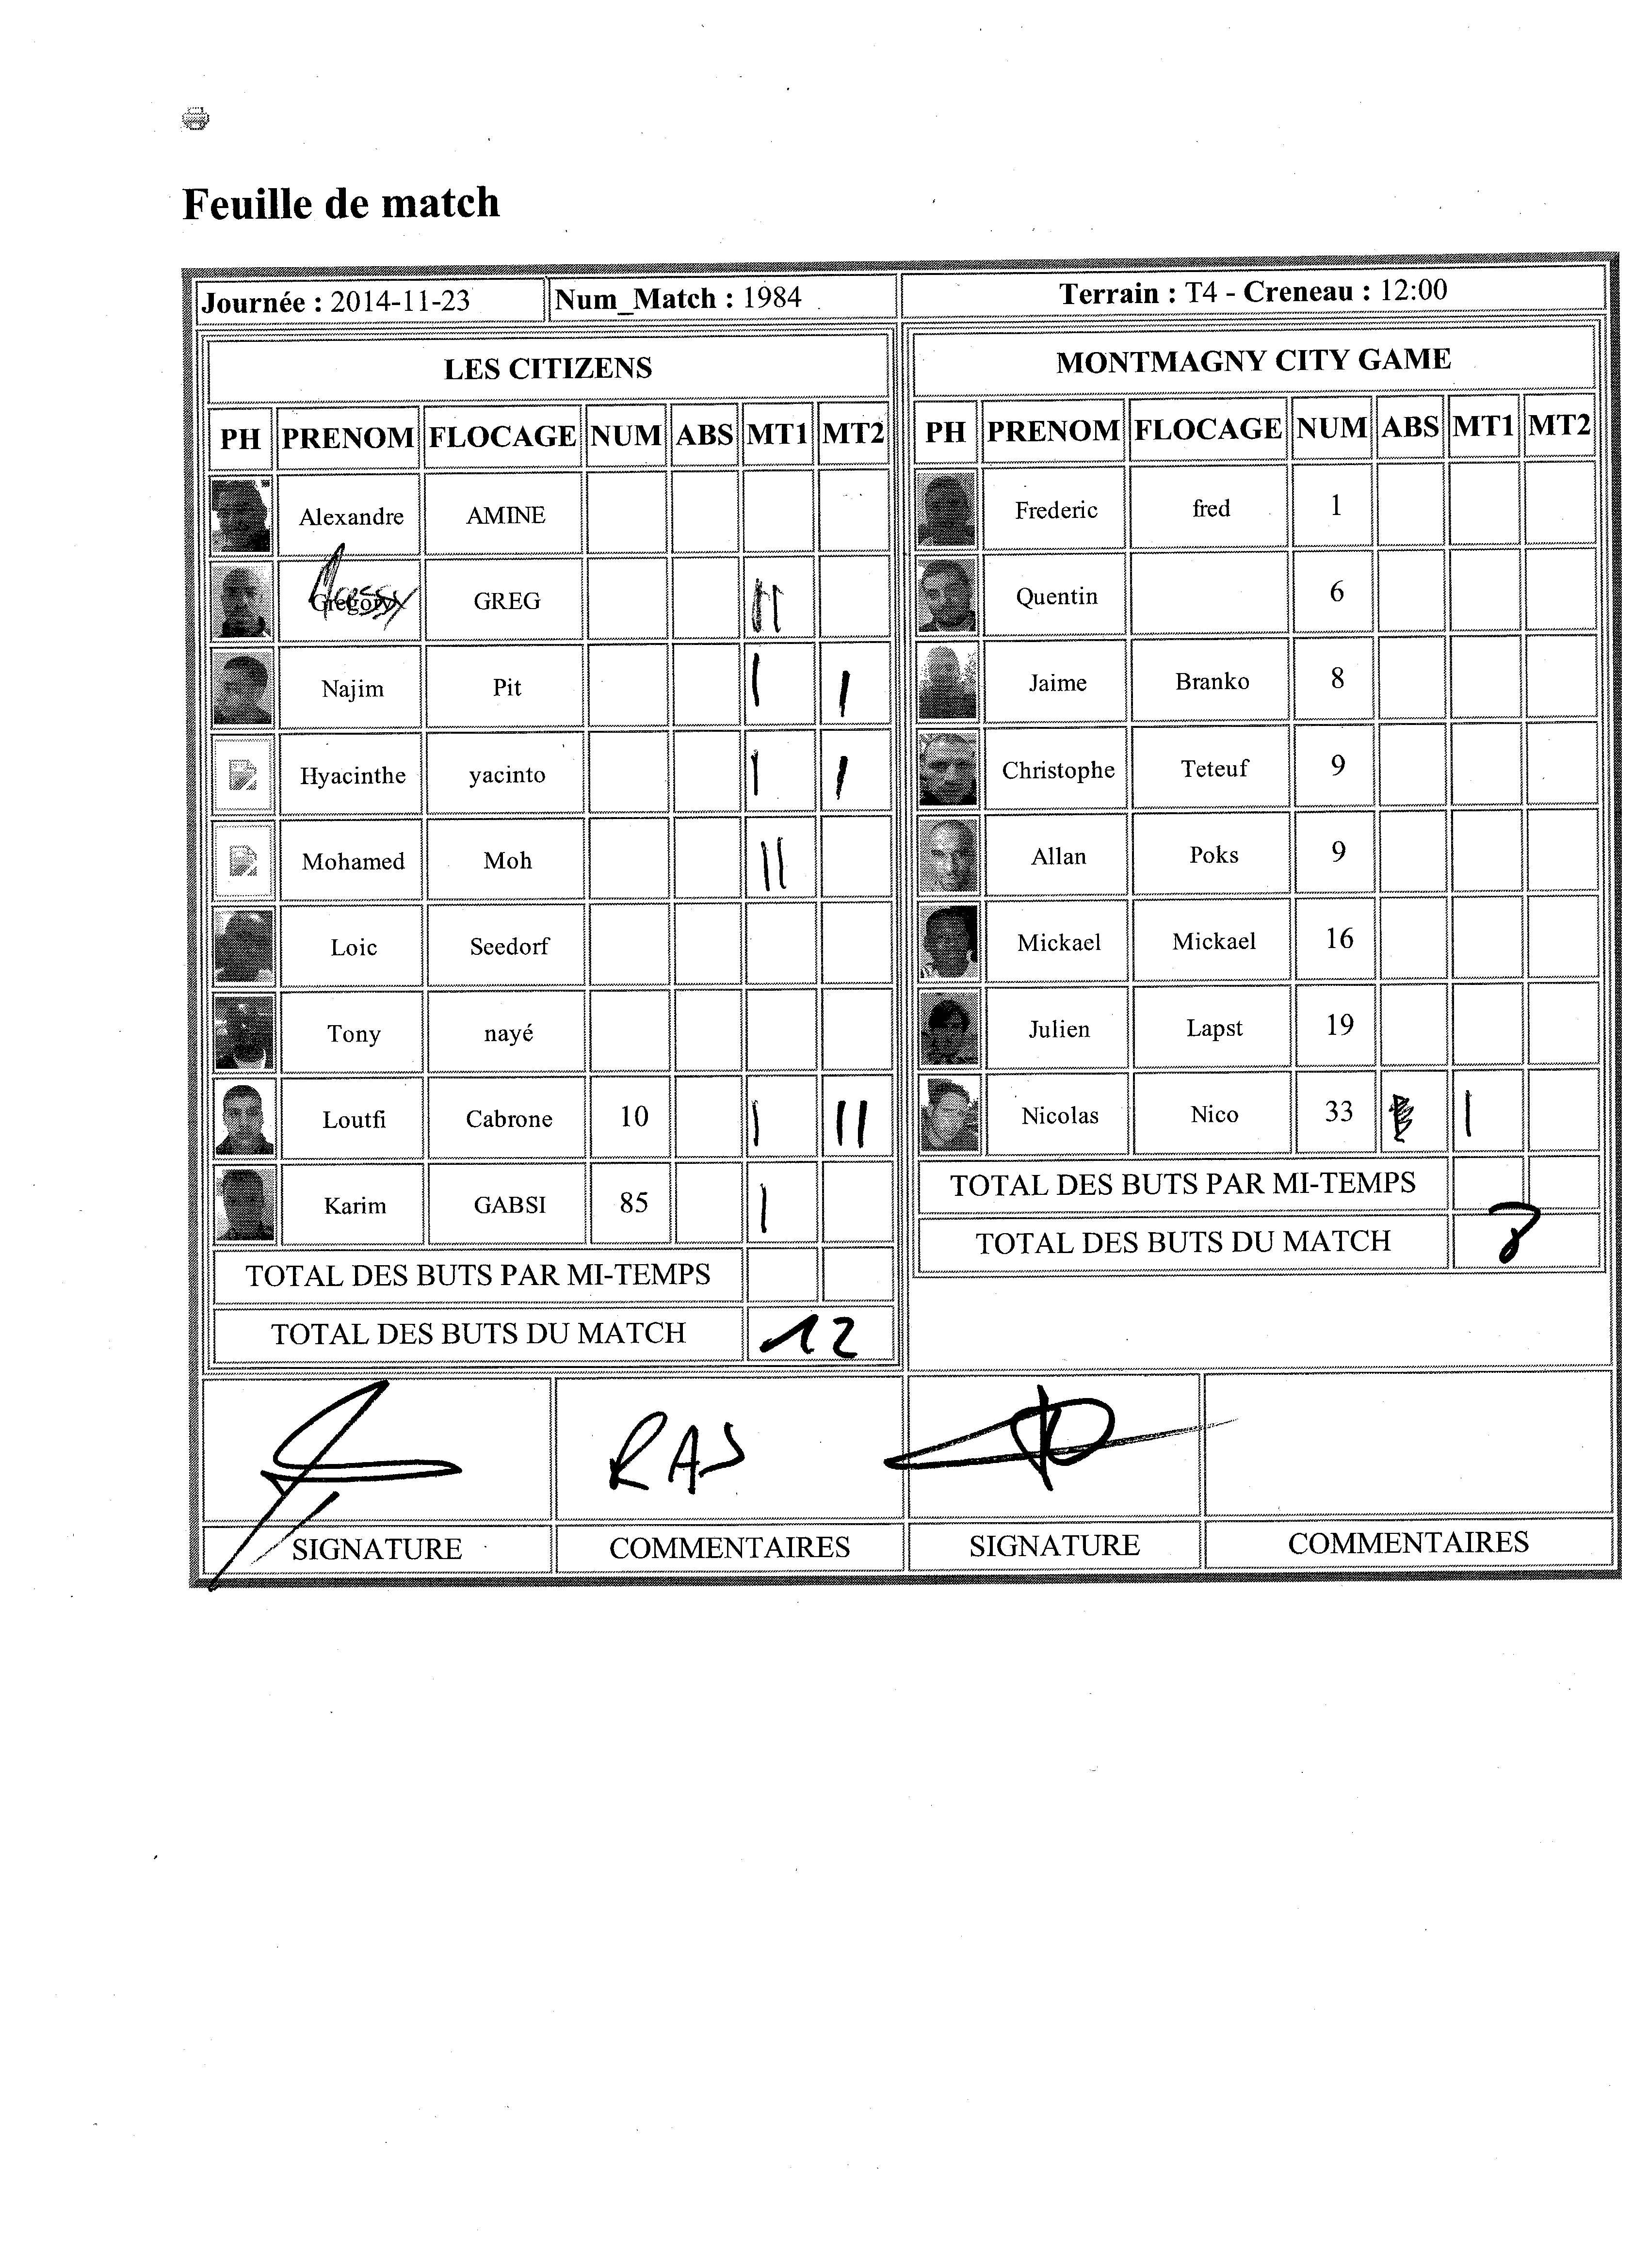 Feuille de match
Journée : 2014-11-23 Num_Match : 1984 Terrain : T4 - Creneau : 12:00
LES CITIZENS
PH PRENOM FLOCAGE NUM ABS MT1 MT2
Alexandre AMINE
Gregory GREG II
Najim Pit I I
Hyacinthe yacinto I I
Mohamed Moh II
Loic Seedorf
Tony nayé
Loutfi Cabrone 10 I II
Karim GABSI 85 I
TOTAL DES BUTS PAR MI-TEMPS
TOTAL DES BUTS DU MATCH 12
MONTMAGNY CITY GAME
PH PRENOM FLOCAGE NUM ABS MT1 MT2
Frederic fred 1
Quentin 6
Jaime Branko 8
Christophe Teteuf 9
Allan Poks 9
Mickael Mickael 16
Julien Lapst 19
Nicolas Nico 33 I
TOTAL DES BUTS PAR MI-TEMPS
TOTAL DES BUTS DU MATCH
RAS
SIGNATURE COMMENTAIRES SIGNATURE COMMENTAIRES